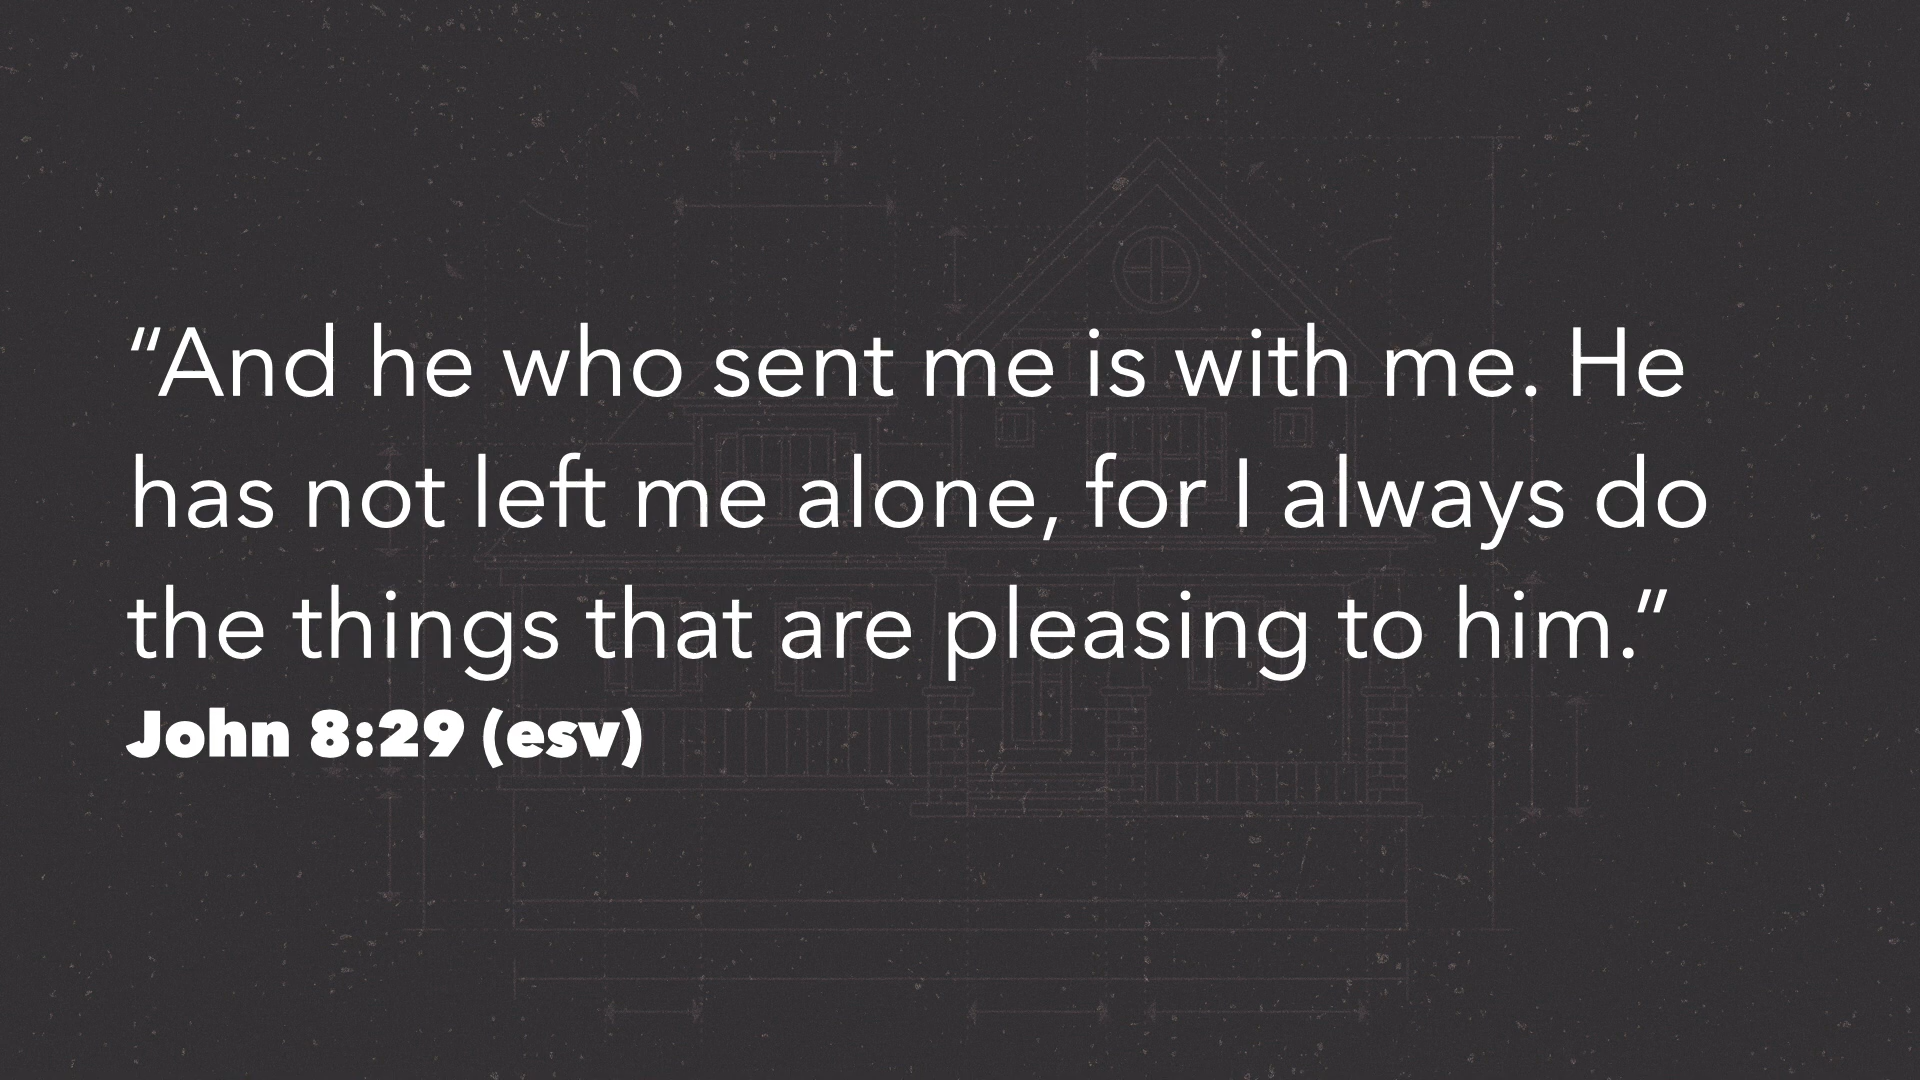 “And he who sent me is with me. He
has not left me alone, for I always do
the things that are pleasing to him.”
John 8:29 (esv)